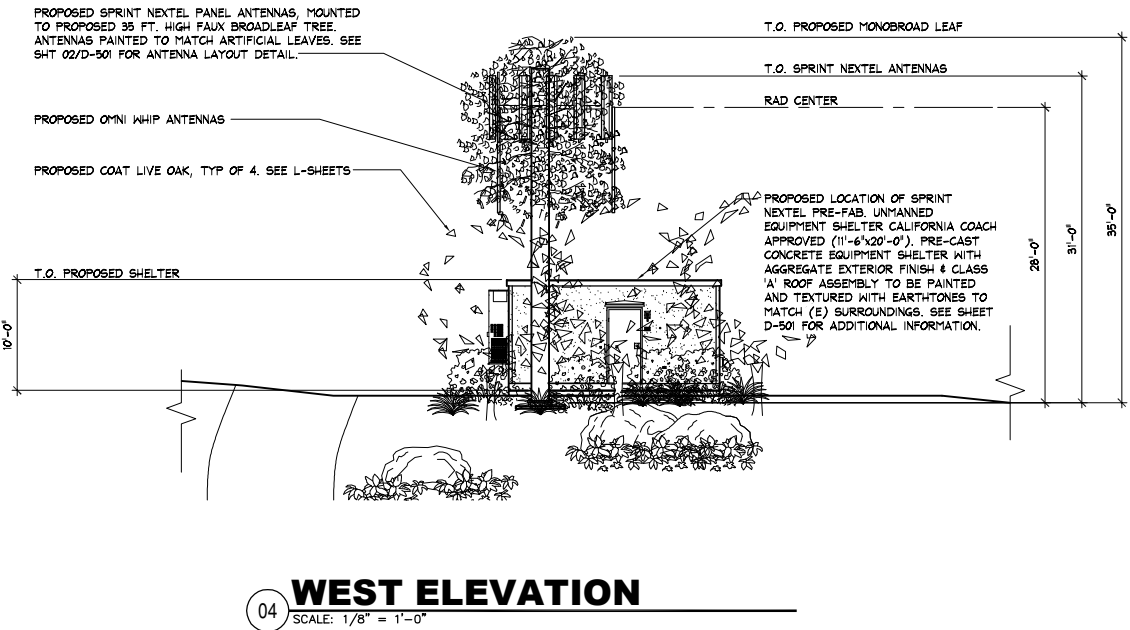 PROPOSED SPRINT NEXTEL PANEL ANTENNAS, MOUNTED
TO PROPOSED 35 FT. HIGH FAUX BROADLEAF TREE.
ANTENNAS PAINTED TO MATCH ARTIFICIAL LEAVES. SEE
SHT 02/D-501 FOR ANTENNA LAYOUT DETAIL.
PROPOSED OMNI WHIP ANTENNAS
PROPOSED COAT LIVE OAK, TYP OF 4. SEE L-SHEETS
T.O. PROPOSED SHELTER
10'-0"
T.O. PROPOSED MONOBROAD LEAF
T.O. SPRINT NEXTEL ANTENNAS
RAD CENTER
PROPOSED LOCATION OF SPRINT
NEXTEL PRE-FAB. UNMANNED
EQUIPMENT SHELTER CALIFORNIA COACH
APPROVED (11'-6"x20'-0"). PRE-CAST
CONCRETE EQUIPMENT SHELTER WITH
AGGREGATE EXTERIOR FINISH & CLASS
'A' ROOF ASSEMBLY TO BE PAINTED
AND TEXTURED WITH EARTHTONES TO
MATCH (E) SURROUNDINGS. SEE SHEET
D-501 FOR ADDITIONAL INFORMATION.
28'-0"
31'-0"
35'-0"
04
WEST ELEVATION
SCALE: 1/8" = 1'-0"